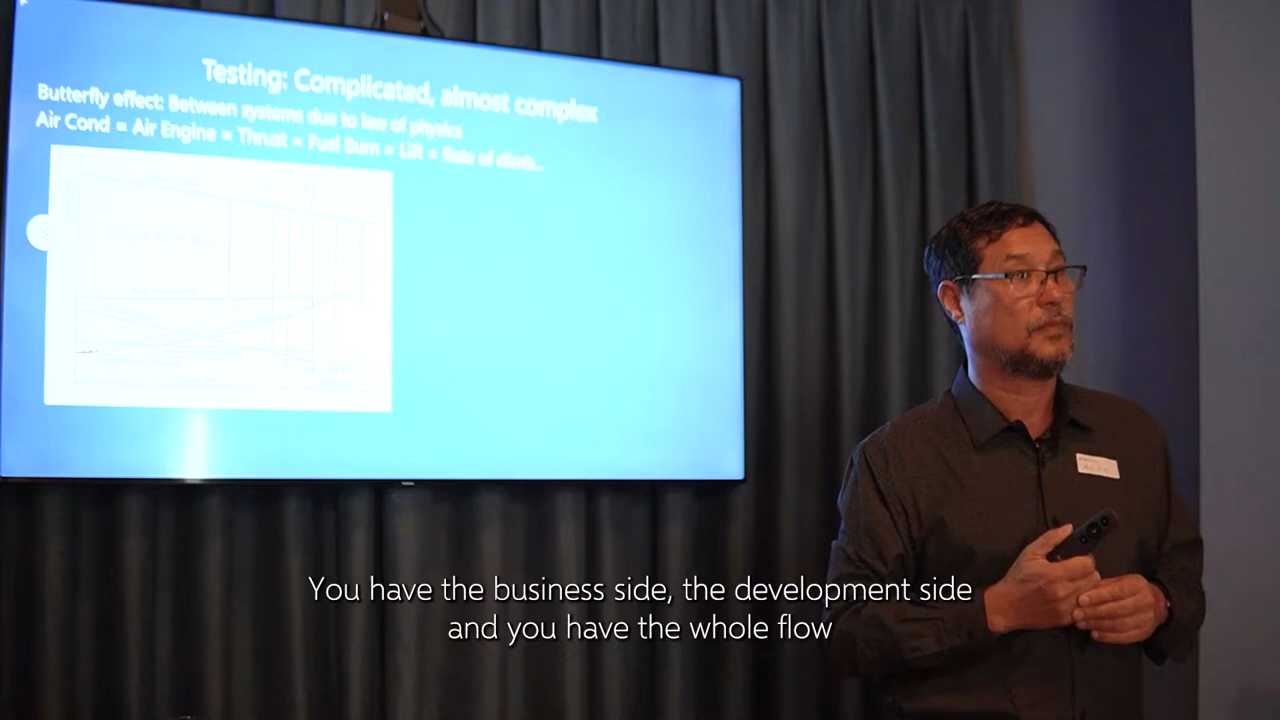 Testing: Complicated, almost complex
Butterfly effect: Between systems due to law of physics
Air Cond = Air Engine = Thrust = Fuel Burn = Lift = Rate of climb..
You have the business side, the development side
and you have the whole flow